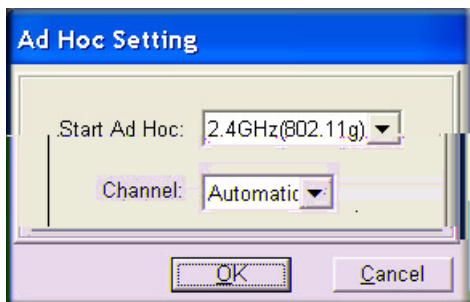 Ad Hoc Setting
Start Ad Hoc: 2.4GHz(802.11g)
Channel: Automatic
OK Cancel